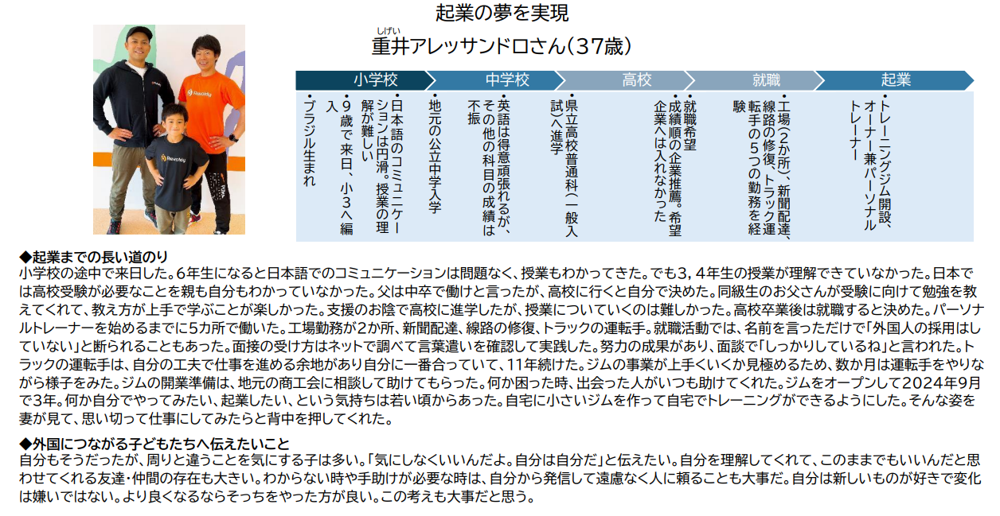 起業の夢を実現
しげい
重井アレッサンドロさん（37歳）
Revoldy
Revoldy
Revoldy
小学校
中学校
高校
就職
起業
・ブラジル生まれ
・９歳で来日、小３へ編
入
・日本語のコミュニケー
ションは円滑。授業の理
解が難しい
・地元の公立中学入学
・英語は得意頑張れるが、
その他の科目の成績は
不振
・県立高校普通科（一般入
試）へ進学
・就職希望
・成績順の企業推薦。希望
企業へは入れなかった
・工場（２か所）、新聞配達、
線路の修復、トラック運
転手の５つの勤務を経
験
・トレーニングジム開設、
オーナー兼パーソナル
トレーナー
◆起業までの長い道のり
小学校の途中で来日した。6年生になると日本語でのコミュニケーションは問題なく、授業もわかってきた。でも3，4年生の授業が理解できていなかった。日本で
は高校受験が必要なことを親も自分もわかっていなかった。父は中卒で働けと言ったが、高校に行くと自分で決めた。同級生のお父さんが受験に向けて勉強を教
えてくれて、教え方が上手で学ぶことが楽しかった。支援のお陰で高校に進学したが、授業についていくのは難しかった。高校卒業後は就職すると決めた。パーソナ
ルトレーナーを始めるまでに5カ所で働いた。工場勤務が2か所、新聞配達、線路の修復、トラックの運転手。就職活動では、名前を言っただけで「外国人の採用はし
ていない」と断られることもあった。面接の受け方はネットで調べて言葉遣いを確認して実践した。努力の成果があり、面談で「しっかりしているね」と言われた。ト
ラックの運転手は、自分の工夫で仕事を進める余地があり自分に一番合っていて、11年続けた。ジムの事業が上手くいくか見極めるため、数か月は運転手をやりな
がら様子をみた。ジムの開業準備は、地元の商工会に相談して助けてもらった。何か困った時、出会った人がいつも助けてくれた。ジムをオープンして2024年9月
で3年。何か自分でやってみたい、起業したい、という気持ちは若い頃からあった。自宅に小さいジムを作って自宅でトレーニングができるようにした。そんな姿を
妻が見て、思い切って仕事にしてみたらと背中を押してくれた。
◆外国につながる子どもたちへ伝えたいこと
自分もそうだったが、周りと違うことを気にする子は多い。「気にしなくいいんだよ。自分は自分だ」と伝えたい。自分を理解してくれて、このままでもいいんだと思
わせてくれる友達・仲間の存在も大きい。わからない時や手助けが必要な時は、自分から発信して遠慮なく人に頼ることも大事だ。自分は新しいものが好きで変化
は嫌いではない。より良くなるならそっちをやった方が良い。この考えも大事だと思う。